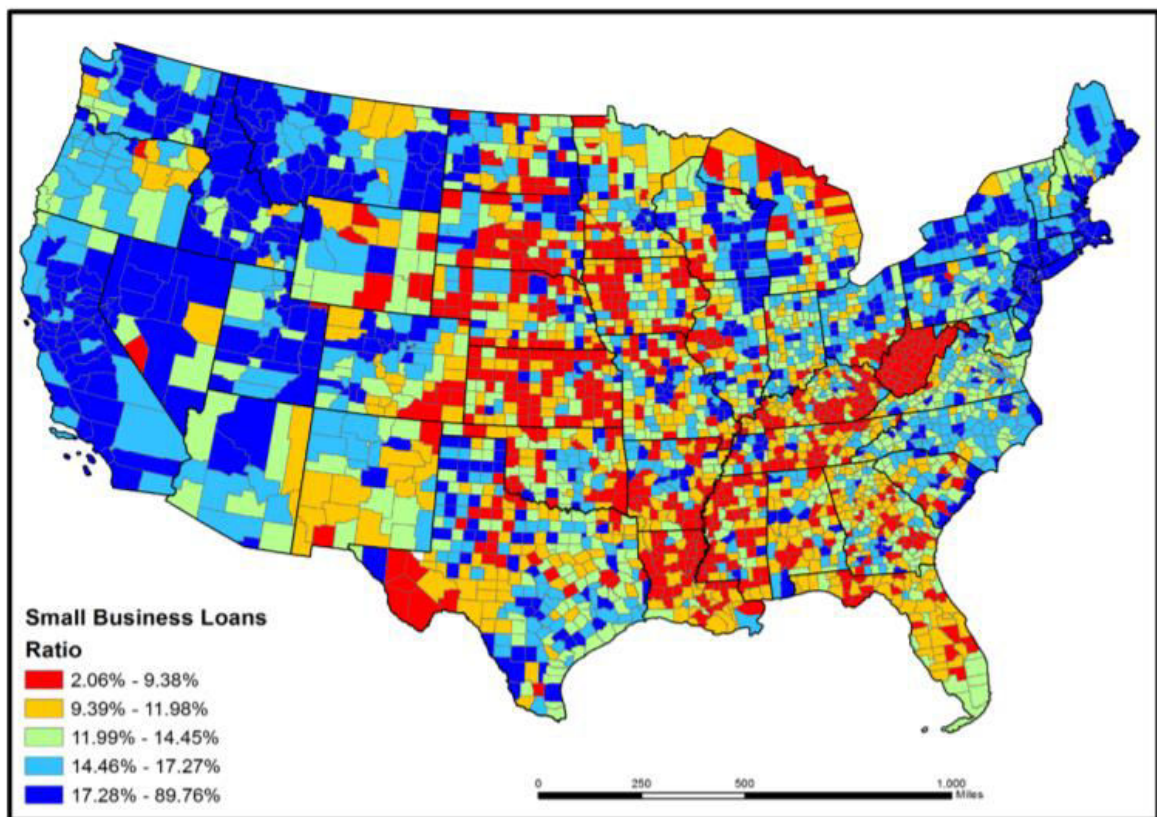 Small Business Loans
Ratio
2.06% - 9.38%
9.39% - 11.98%
11.99% - 14.45%
14.46% - 17.27%
17.28% - 89.76%
0 250 500 1,000
Miles